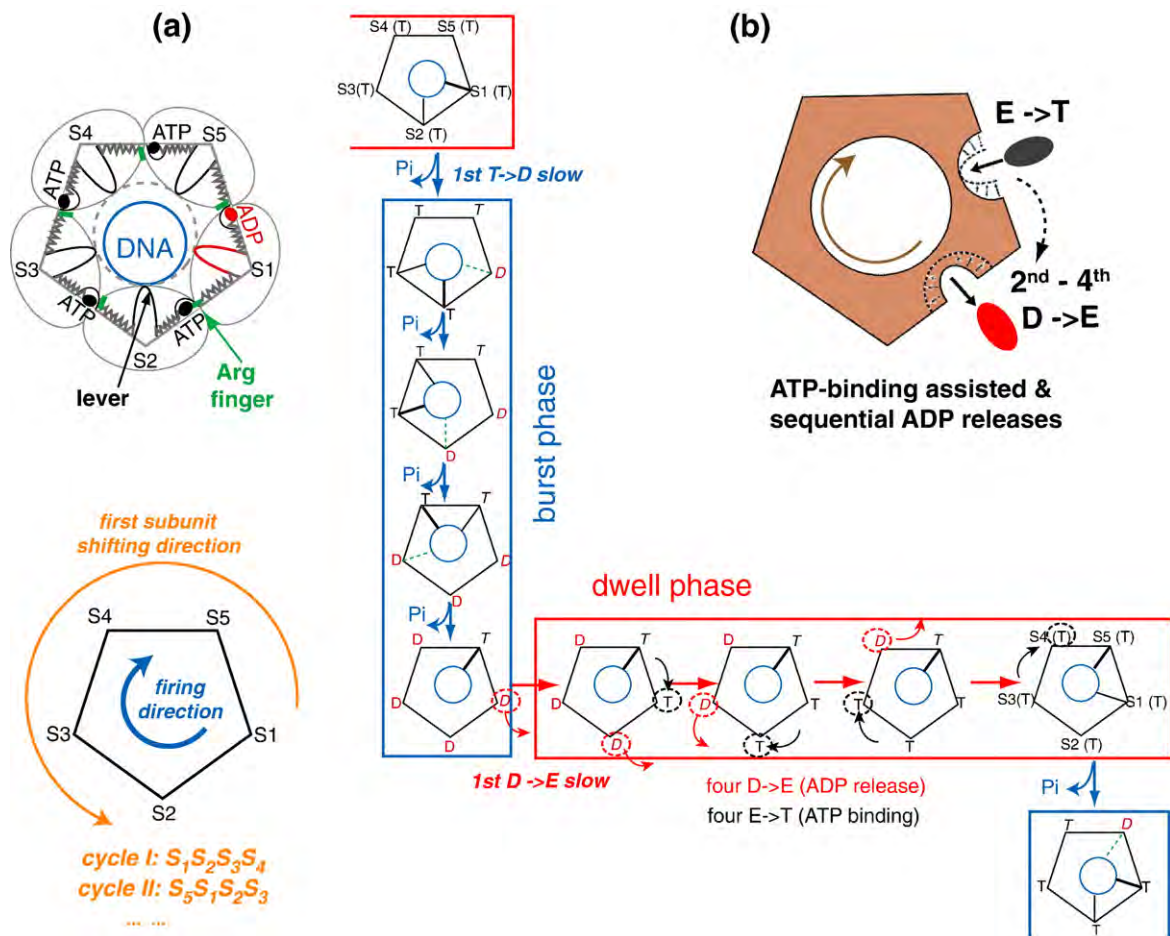 (a)
S4
ATP
S5
ATP
ADP
DNA
S3
S1
ATP
ATP
S2
lever
Arg
finger
first subunit
shifting direction
S4
S5
firing
direction
S3
S1
S2
cycle I: S1S2S3S4
cycle II: S5S1S2S3
... ...
S4 (T)
S5 (T)
S3(T)
S1 (T)
S2 (T)
Pi
1st T->D slow
T
T
T
D
T
Pi
T
T
T
D
D
Pi
T
T
D
D
D
Pi
D
T
D
D
D
burst phase
dwell phase
D
T
D
T
D
D
T
D
T
T
D
T
T
T
T
S4 (T)
S5 (T)
S3(T)
S1 (T)
S2 (T)
1st D ->E slow
four D->E (ADP release)
four E->T (ATP binding)
Pi
T
D
T
T
T
(b)
E ->T
2nd - 4th
D ->E
ATP-binding assisted &
sequential ADP releases